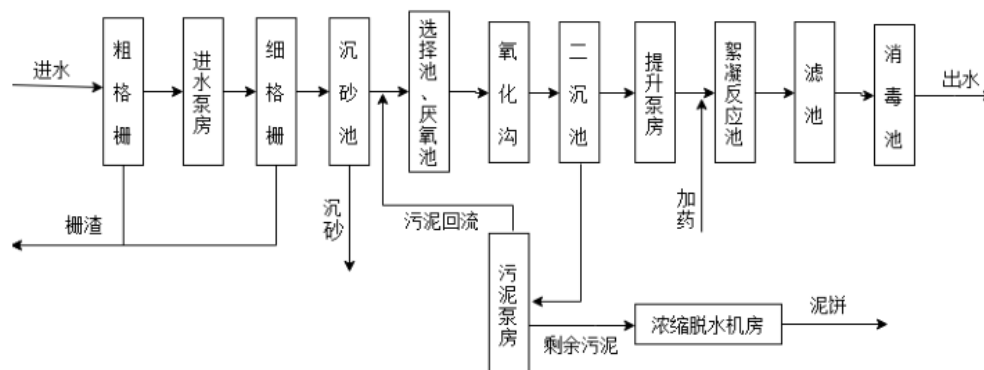 进水
粗格栅
进水泵房
细格栅
沉砂池
选择池、厌氧池
氧化沟
二沉池
提升泵房
絮凝反应池
滤池
消毒池
出水
栅渣
沉砂
污泥回流
加药
污泥泵房
剩余污泥
浓缩脱水机房
泥饼